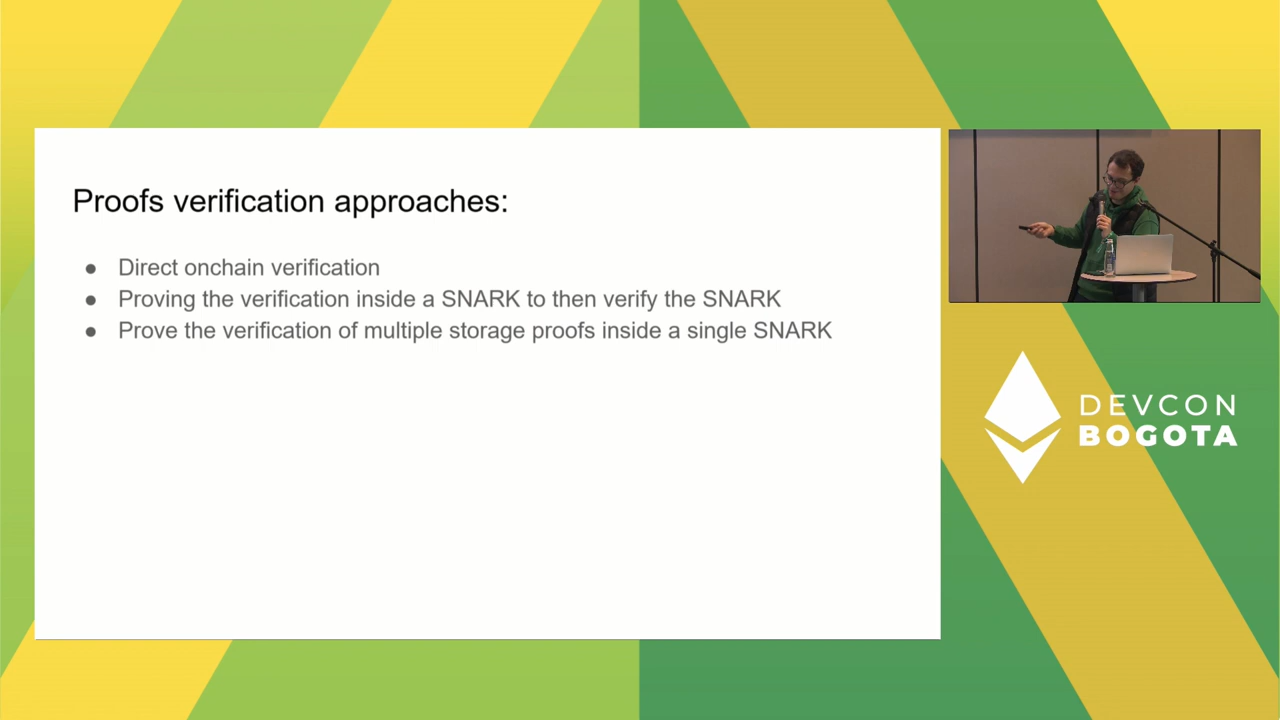 Proofs verification approaches:
● Direct onchain verification
● Proving the verification inside a SNARK to then verify the SNARK
● Prove the verification of multiple storage proofs inside a single SNARK
DEVCON
BOGOTA